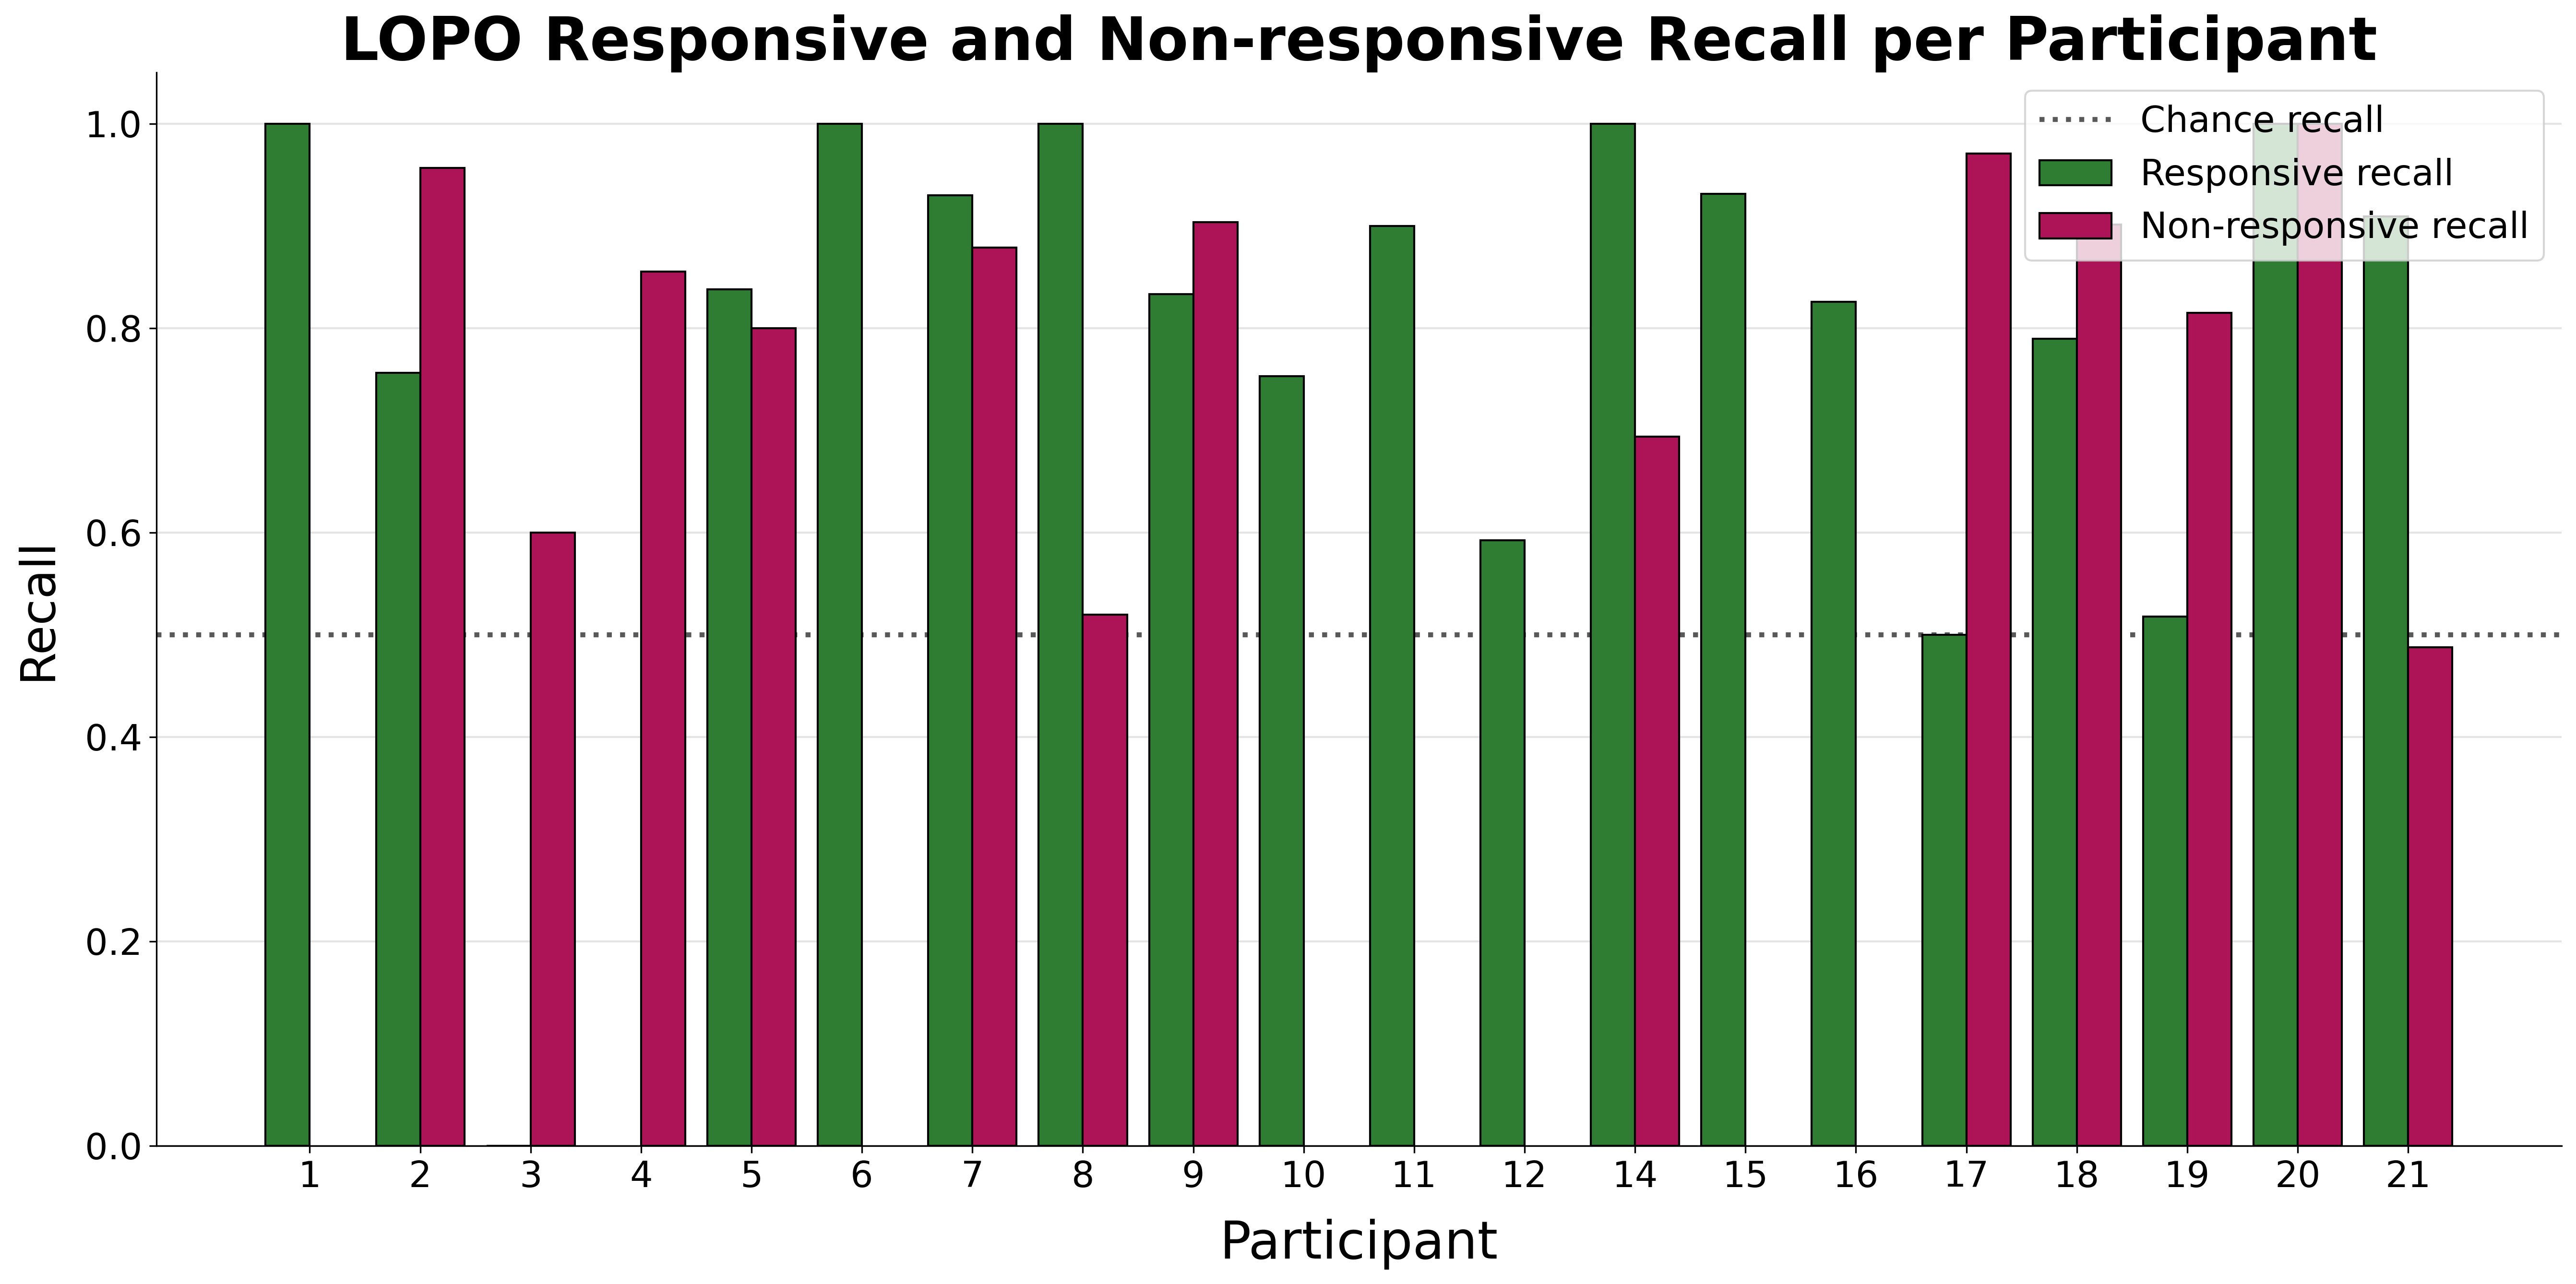 LOPO Responsive and Non-responsive Recall per Participant
Chance recall
Responsive recall
Non-responsive recall
Recall
1.0
0.8
0.6
0.4
0.2
0.0
1 2 3 4 5 6 7 8 9 10 11 12 14 15 16 17 18 19 20 21
Participant